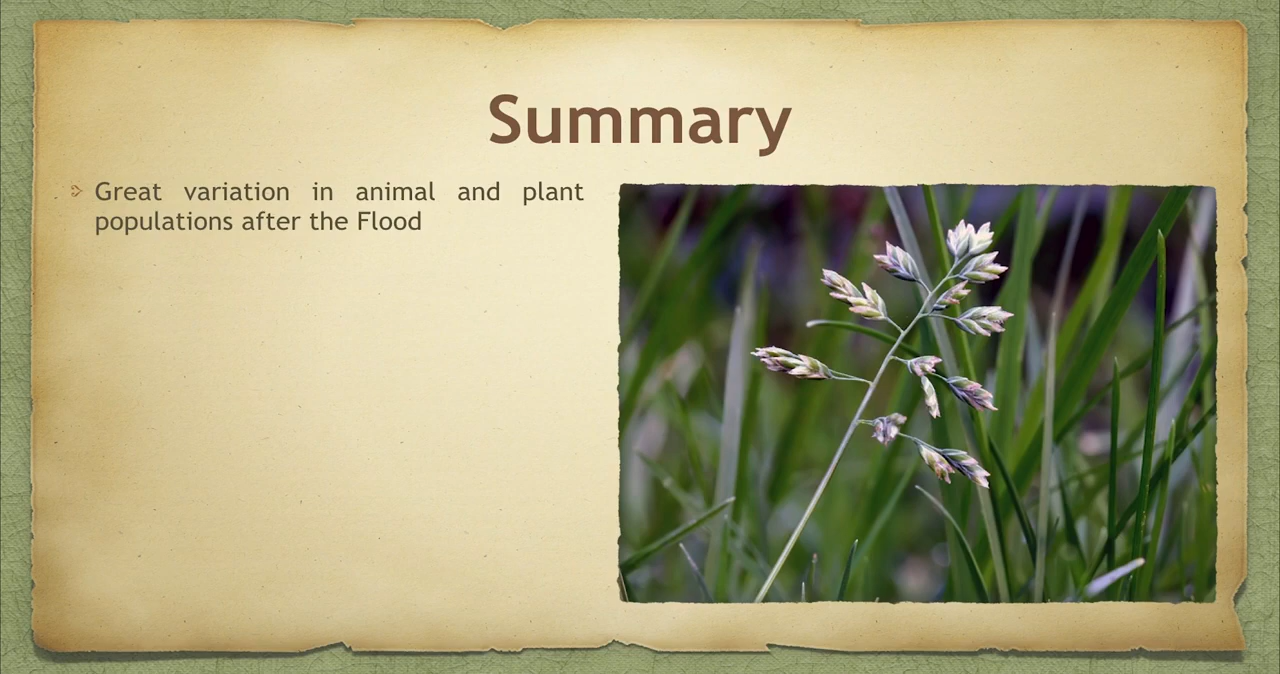 Summary
Great variation in animal and plant
populations after the Flood